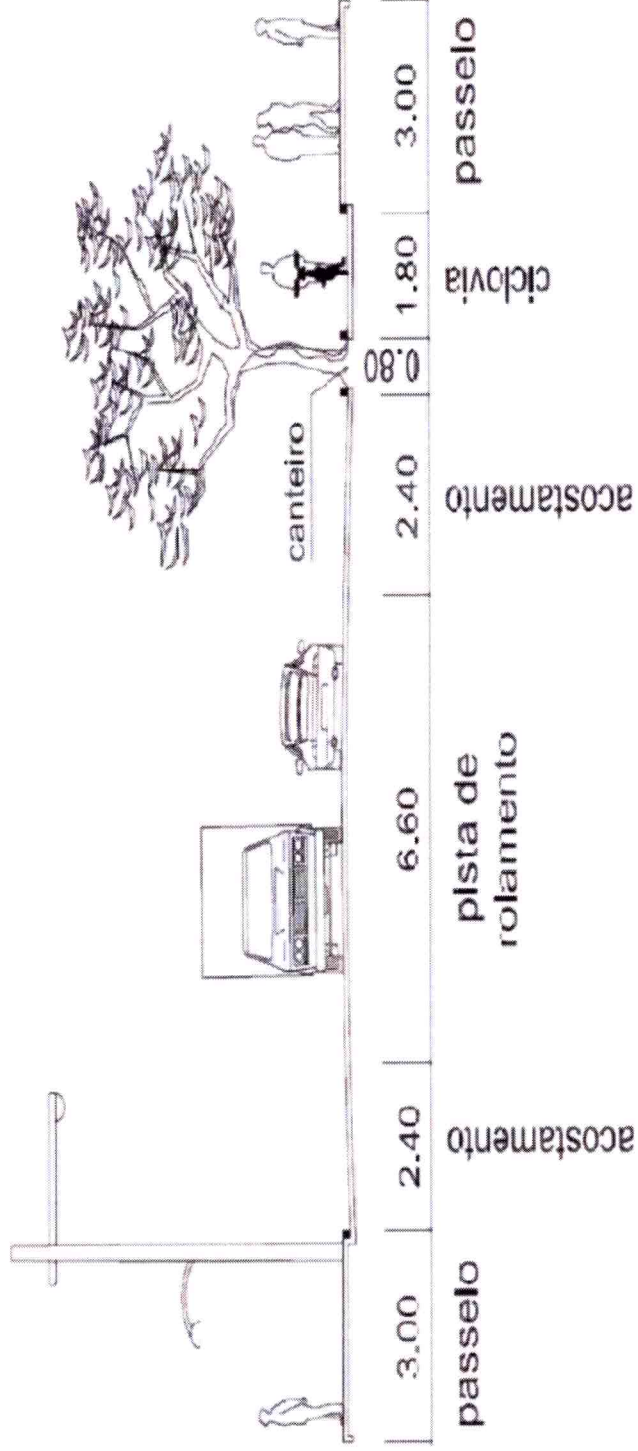 canteiro
3.00
2.40
6.60
2.40
0.80
1.80
3.00
passeio
acostamento
pista de
rolamento
acostamento
ciclovia
passeio